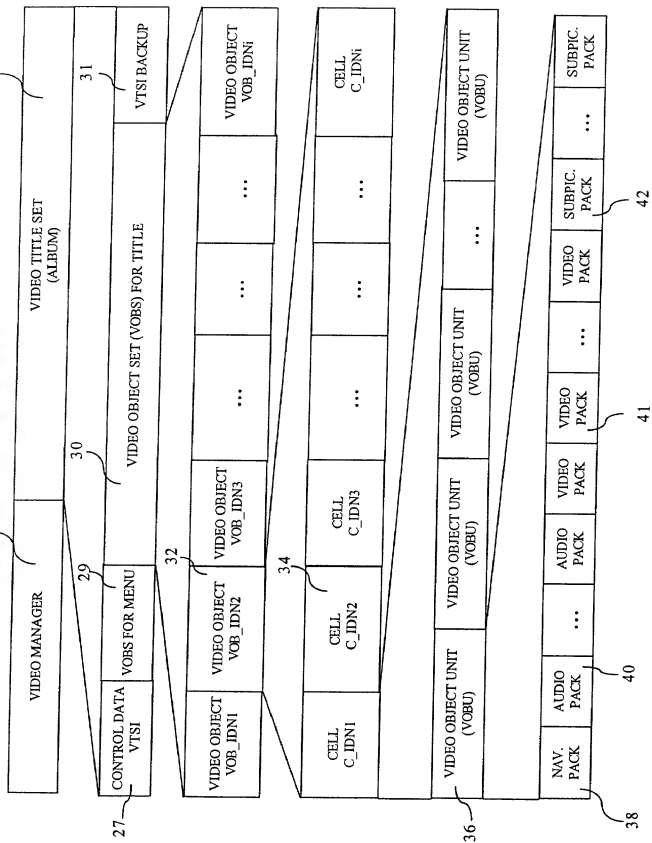 VIDEO MANAGER
VIDEO TITLE SET
(ALBUM)
27
CONTROL DATA
VTSI
29
VOBS FOR MENU
30
VIDEO OBJECT SET (VOBS) FOR TITLE
31
VTSI BACKUP
VIDEO OBJECT
VOB_IDN1
32
VIDEO OBJECT
VOB_IDN2
VIDEO OBJECT
VOB_IDN3
...
...
...
VIDEO OBJECT
VOB_IDNi
CELL
C_IDN1
34
CELL
C_IDN2
CELL
C_IDN3
...
...
...
CELL
C_IDNi
36
VIDEO OBJECT UNIT
(VOBU)
VIDEO OBJECT UNIT
(VOBU)
VIDEO OBJECT UNIT
(VOBU)
...
VIDEO OBJECT UNIT
(VOBU)
38
NAV.
PACK
40
AUDIO
PACK
...
AUDIO
PACK
VIDEO
PACK
41
VIDEO
PACK
...
VIDEO
PACK
42
SUBPIC.
PACK
...
SUBPIC.
PACK